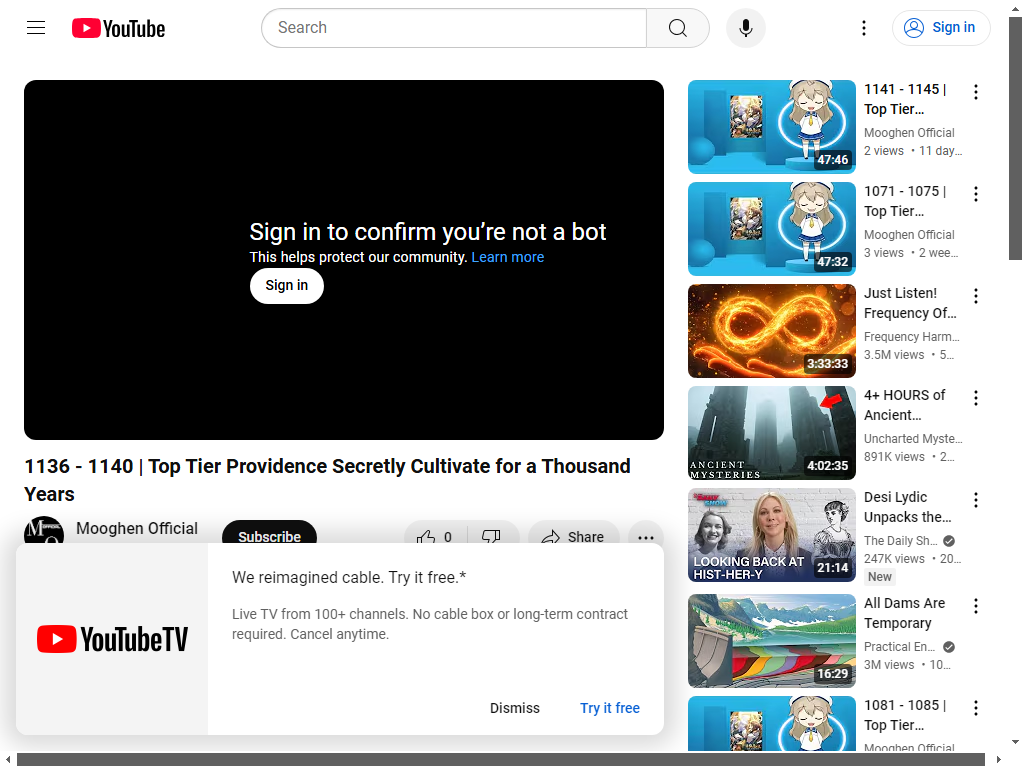 YouTube
Search
Sign in
Sign in to confirm you're not a bot
This helps protect our community. Learn more
Sign in
1136 - 1140 | Top Tier Providence Secretly Cultivate for a Thousand
Years
Mooghen Official
Subscribe
0
Share
YouTubeTV
We reimagined cable. Try it free.*
Live TV from 100+ channels. No cable box or long-term contract
required. Cancel anytime.
Dismiss
Try it free
47:46
1141 - 1145 |
Top Tier…
Mooghen Official
2 views • 11 day…
47:32
1071 - 1075 |
Top Tier…
Mooghen Official
3 views • 2 wee…
3:33:33
Just Listen!
Frequency Of…
Frequency Harm…
3.5M views • 5…
ANCIENT
MYSTERIES
4:02:35
4+ HOURS of
Ancient…
Uncharted Myste…
891K views • 2…
LOOKING BACK AT
HIST-HER-Y
21:14
Desi Lydic
Unpacks the…
The Daily Sh…
247K views • 20…
New
16:29
All Dams Are
Temporary
Practical En…
3M views • 10…
1081 - 1085 |
Top Tier…
Mooghen Official